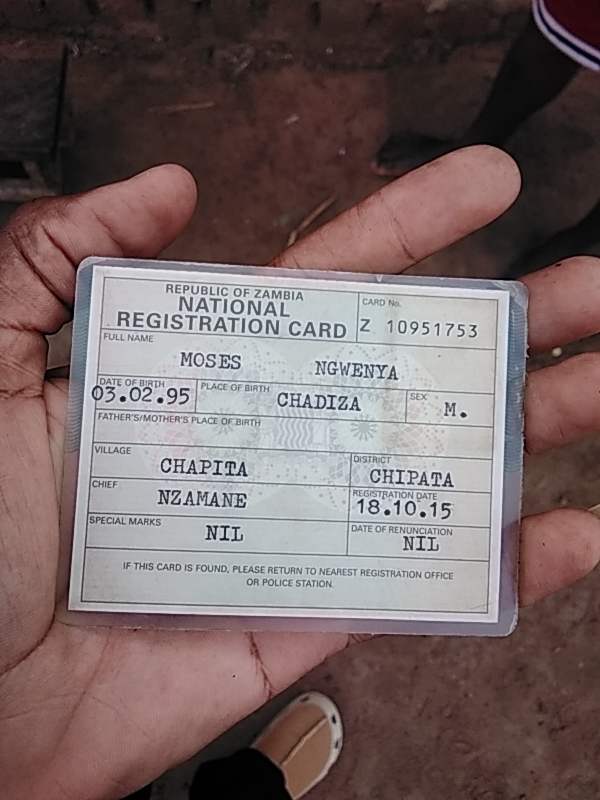 REPUBLIC OF ZAMBIA
NATIONAL
REGISTRATION CARD
CARD No.
Z 10951753
FULL NAME
MOSES NGWENYA
DATE OF BIRTH
03.02.95
PLACE OF BIRTH
CHADIZA
SEX
M.
FATHER'S/MOTHER'S PLACE OF BIRTH
VILLAGE
CHAPITA
DISTRICT
CHIPATA
CHIEF
NZAMANE
REGISTRATION DATE
18.10.15
SPECIAL MARKS
NIL
DATE OF RENUNCIATION
NIL
IF THIS CARD IS FOUND, PLEASE RETURN TO NEAREST REGISTRATION OFFICE
OR POLICE STATION.